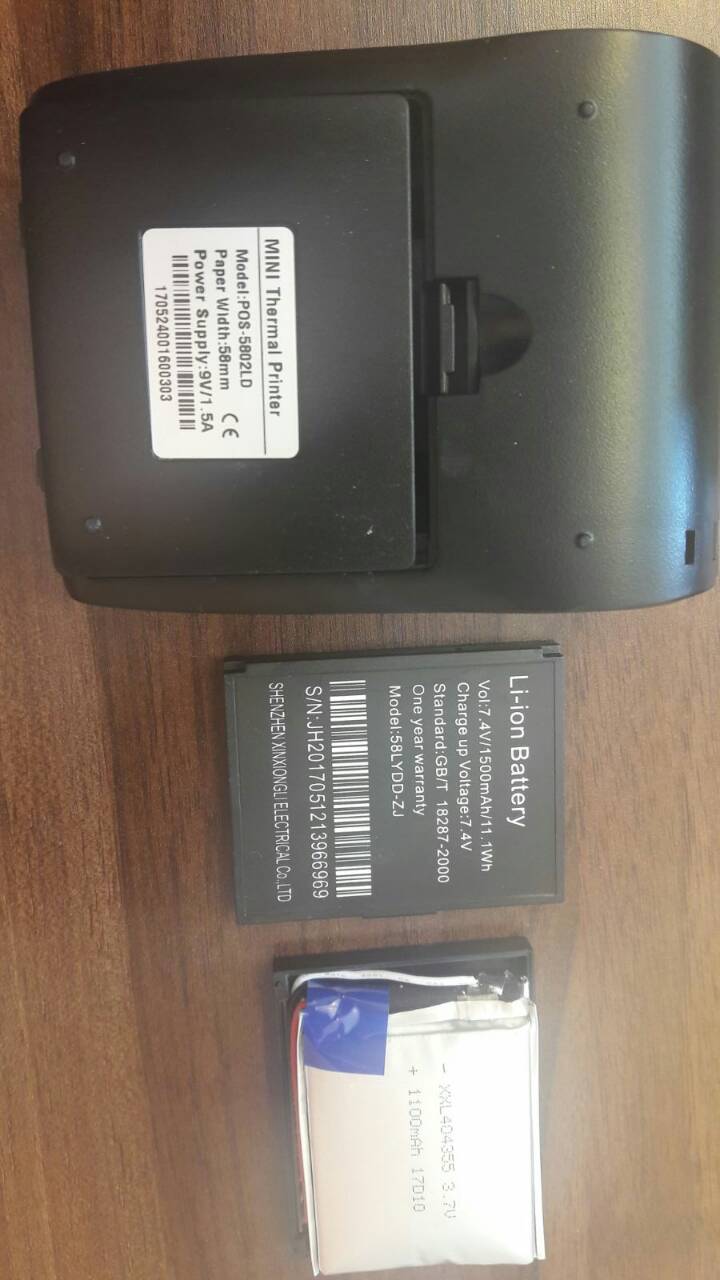 MINI Thermal Printer
Model:POS-5802LD
Paper Width:58mm CE
Power Supply:9V/1.5A
170524001600303
Li-ion Battery
Vol:7.4V/1500mAh/11.1Wh
Charge up Voltage:7.4V
Standard:GB/T 18287-2000
One year warranty
Model:58LYDD-ZJ
S/N:JH2017051213966969
SHENZHEN XINXIONGLI ELECTRICAL Co.,LTD
- XXL404355 3.7V
+ 1100mAh 17D10